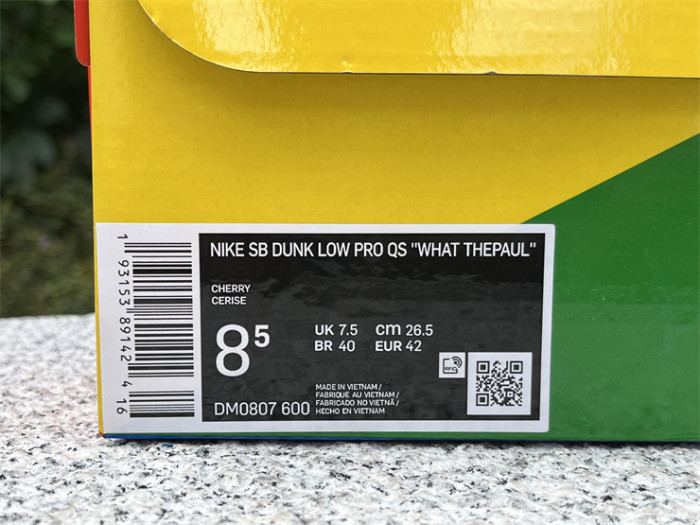 NIKE SB DUNK LOW PRO QS "WHAT THEPAUL"
CHERRY
CERISE
8⁵
UK 7.5 cm 26.5
BR 40 EUR 42
RFID
MADE IN VIETNAM /
FABRIQUÉ AU VIETNAM /
FABRICADO NO VIETNÃ /
HECHO EN VIETNAM
DM0807 600
1 93153 89142 4 16